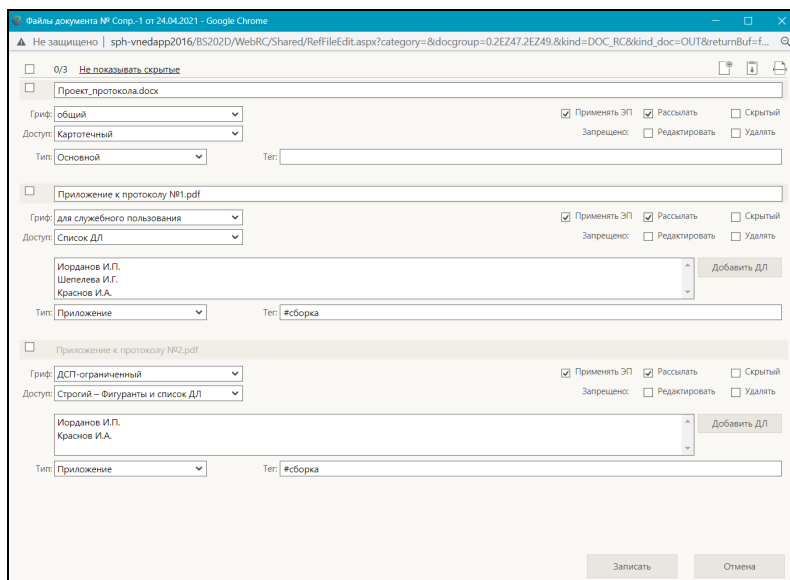 Файлы документа № Сопр.-1 от 24.04.2021 - Google Chrome
Не защищено | sph-vnedapp2016/BS202D/WebRC/Shared/RefFileEdit.aspx?category=&docgroup=0.2EZ47.2EZ49.&kind=DOC_RC&kind_doc=OUT&returnBuf=f...
0/3 Не показывать скрытые
Проект_протокола.docx
Гриф: общий Применять ЭП Рассылать Скрытый
Доступ: Картотечный Запрещено: Редактировать Удалять
Тип: Основной Тег:
Приложение к протоколу №1.pdf
Гриф: для служебного пользования Применять ЭП Рассылать Скрытый
Доступ: Список ДЛ Запрещено: Редактировать Удалять
Иорданов И.П. Добавить ДЛ
Шепелева И.Г.
Краснов И.А.
Тип: Приложение Тег: #сборка
Приложение к протоколу №2.pdf
Гриф: ДСП-ограниченный Применять ЭП Рассылать Скрытый
Доступ: Строгий – Фигуранты и список ДЛ Запрещено: Редактировать Удалять
Иорданов И.П. Добавить ДЛ
Краснов И.А.
Тип: Приложение Тег: #сборка
Записать Отмена